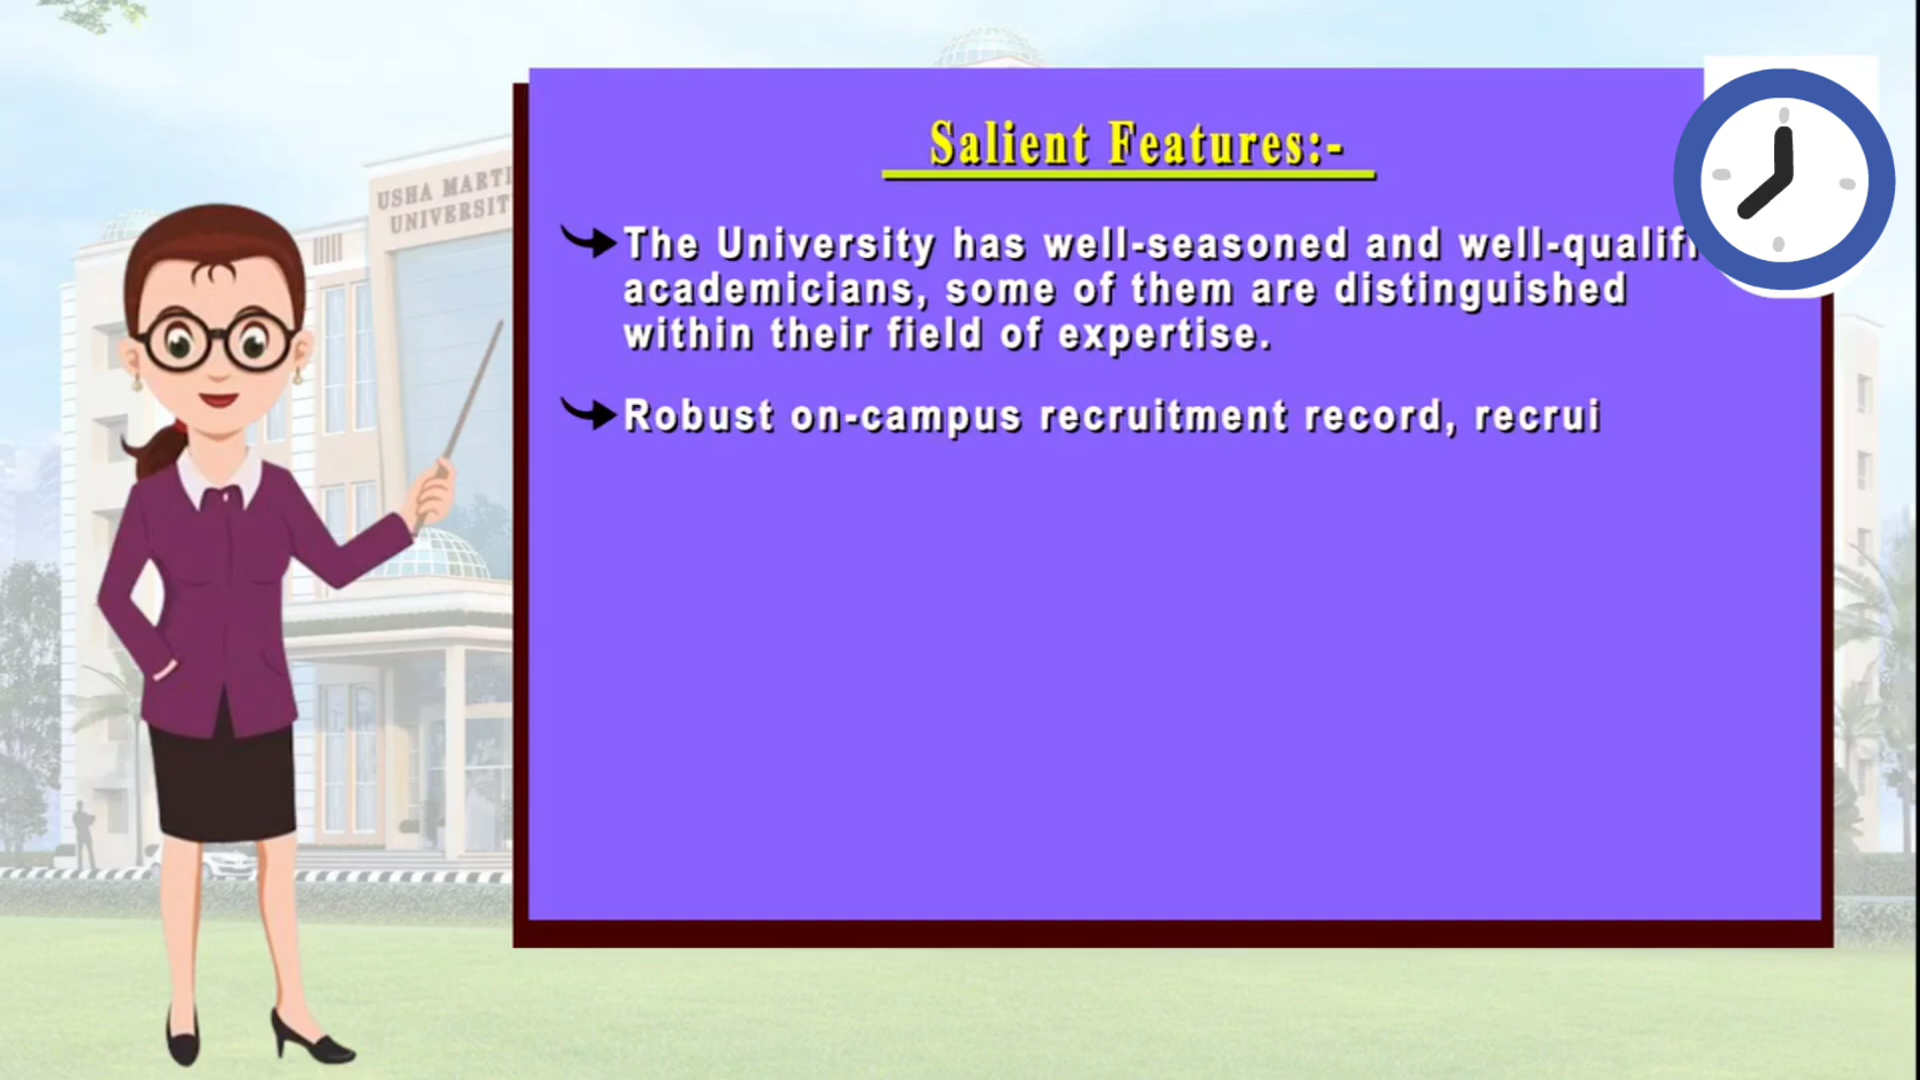 USHA MARTI
UNIVERSIT
Salient Features:-
The University has well-seasoned and well-qualifi
academicians, some of them are distinguished
within their field of expertise.
Robust on-campus recruitment record, recrui